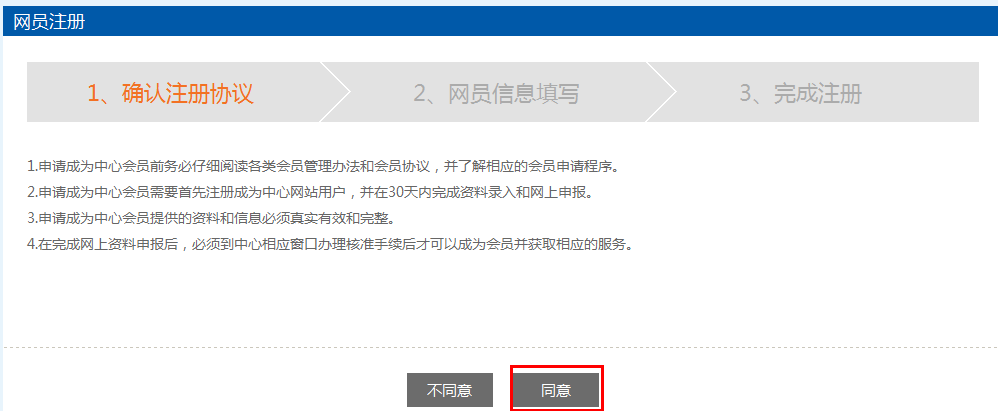 网员注册
1、确认注册协议
2、网员信息填写
3、完成注册
1.申请成为中心会员前务必仔细阅读各类会员管理办法和会员协议，并了解相应的会员申请程序。
2.申请成为中心会员需要首先注册成为中心网站用户，并在30天内完成资料录入和网上申报。
3.申请成为中心会员提供的资料和信息必须真实有效和完整。
4.在完成网上资料申报后，必须到中心相应窗口办理核准手续后才可以成为会员并获取相应的服务。
不同意
同意